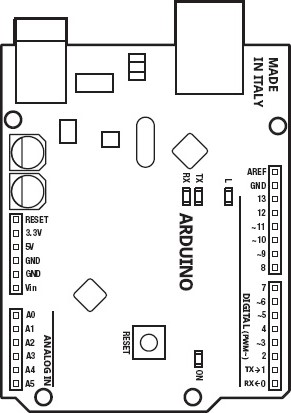 MADE
IN ITALY
RX
TX
L
ARDUINO
AREF
GND
13
12
~11
~10
~9
8
7
~6
~5
4
~3
2
TX→1
RX←0
DIGITAL (PWM~)
RESET
3.3V
5V
GND
GND
Vin
A0
A1
A2
A3
A4
A5
ANALOG IN
RESET
ON